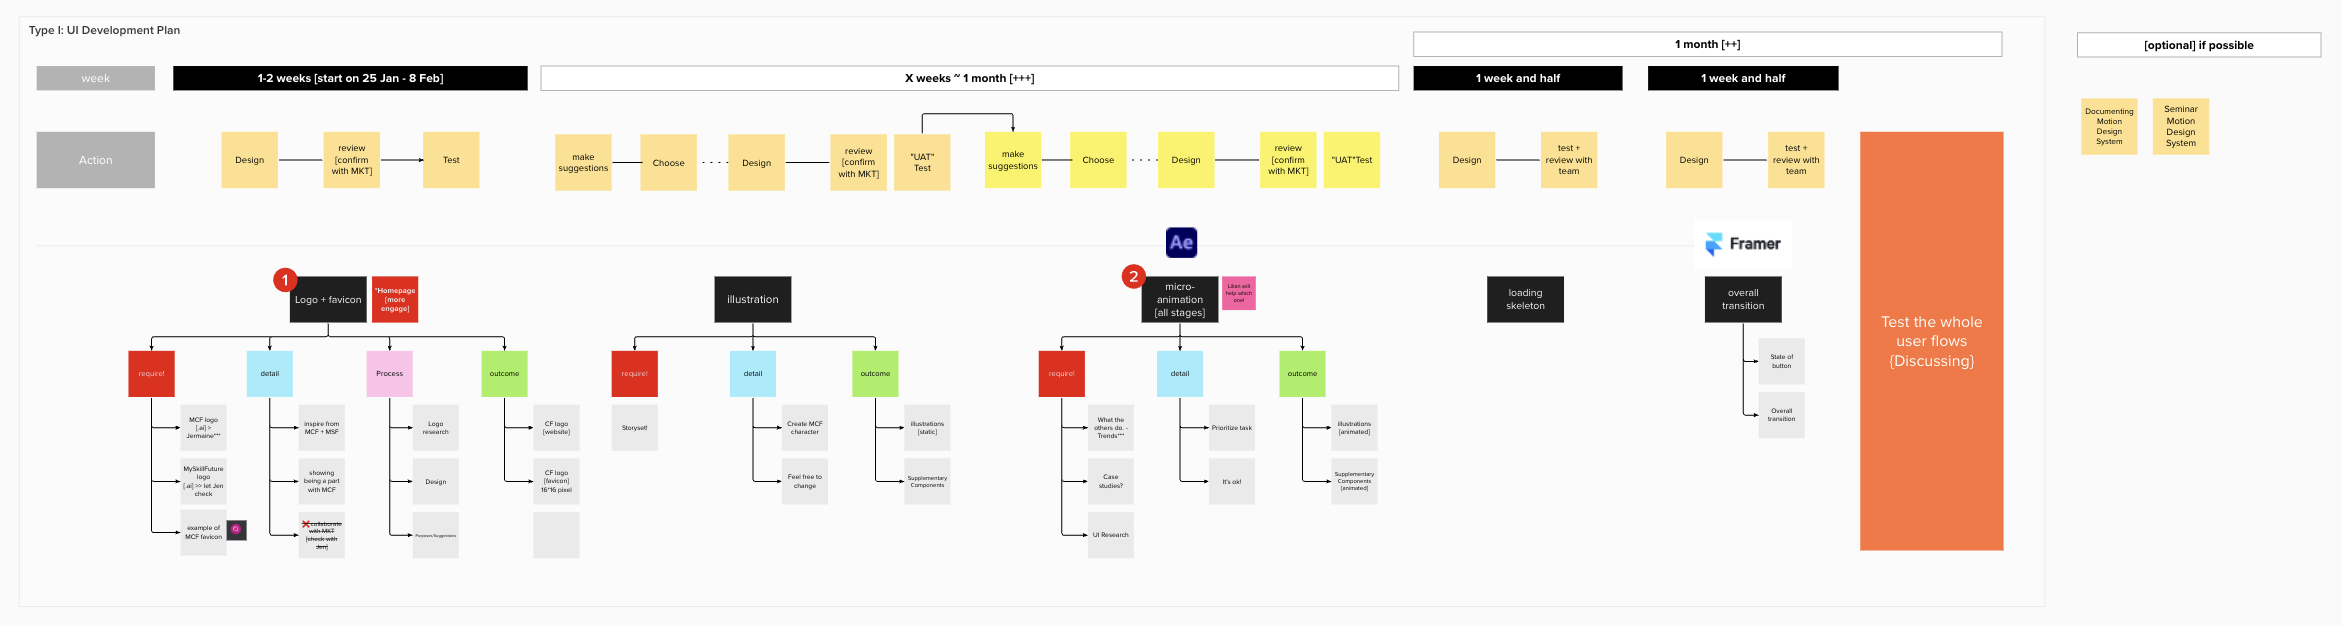 Type I: UI Development Plan
1 month [++]
[optional] if possible
week
1-2 weeks [start on 25 Jan - 8 Feb]
X weeks ~ 1 month [+++]
1 week and half
1 week and half
Action
Design
review
[confirm
with MKT]
Test
make
suggestions
Choose
Design
review
[confirm
with MKT]
"UAT"
Test
make
suggestions
Choose
Design
review
[confirm
with MKT]
"UAT"Test
Design
test +
review with
team
Design
test +
review with
team
Documenting
Motion
Design
System
Seminar
Motion
Design
System
Ae
Framer
1
Logo + favicon
"Homepage
[more
engage]
illustration
2
micro-
animation
[all stages]
Lilian will
help which
one!
loading
skeleton
overall
transition
Test the whole
user flows
{Discussing}
require!
detail
Process
outcome
require!
detail
outcome
require!
detail
outcome
State of
button
Overall
transition
MCF logo
[.ai] >
Jermaine***
MySkillFuture
logo
[.ai] >> let Jen
check
example of
MCF favicon
inspire from
MCF + MSF
showing
being a part
with MCF
collaborate
with MKT
[check with
Jen]
Logo
research
Design
Purposes/Suggestions
CF logo
[website]
CF logo
[favicon]
16*16 pixel
Storyset!
Create MCF
character
Feel free to
change
illustrations
[static]
Supplementary
Components
What the
others do. -
Trends***
Case
studies?
UI Research
Prioritize task
It's ok!
illustrations
[animated]
Supplementary
Components
[animated]